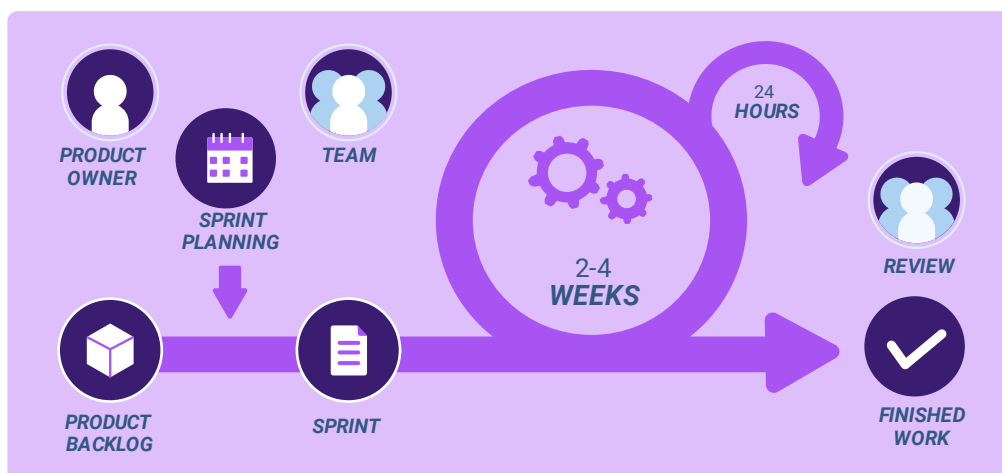 PRODUCT
OWNER
TEAM
SPRINT
PLANNING
24
HOURS
2-4
WEEKS
REVIEW
PRODUCT
BACKLOG
SPRINT
FINISHED
WORK